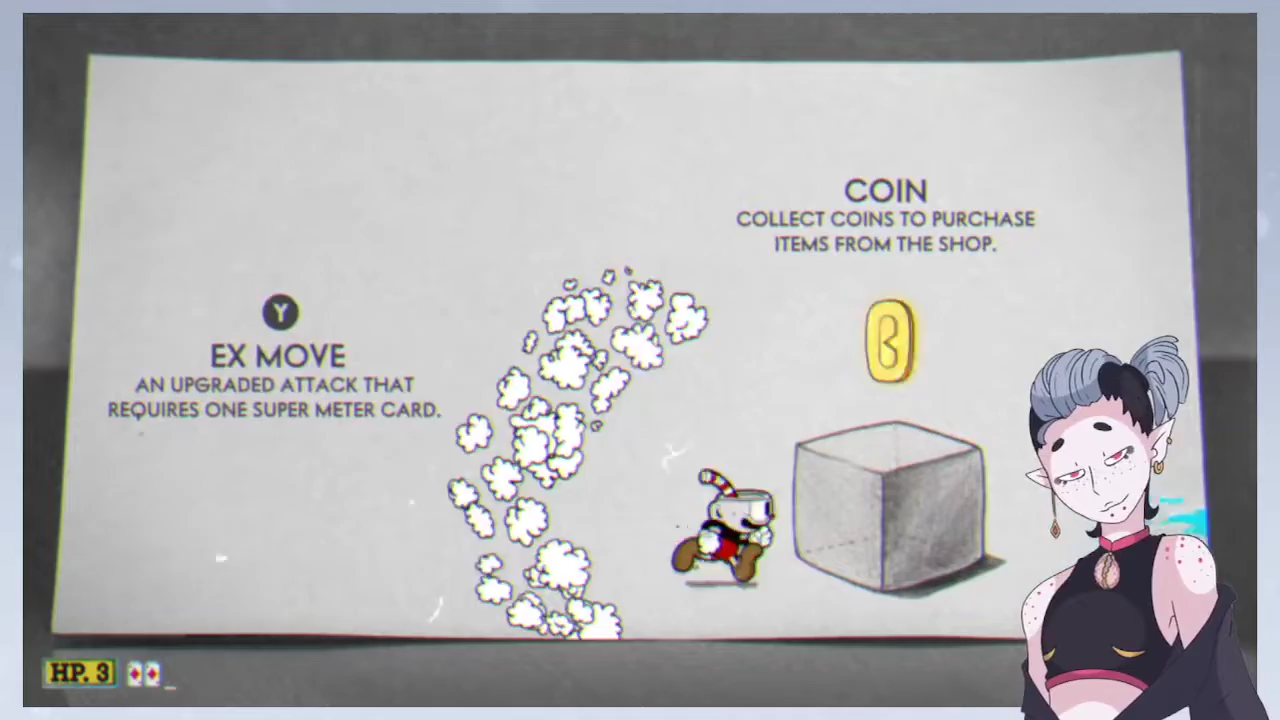 Y
EX MOVE
AN UPGRADED ATTACK THAT
REQUIRES ONE SUPER METER CARD.
COIN
COLLECT COINS TO PURCHASE
ITEMS FROM THE SHOP.
HP. 3